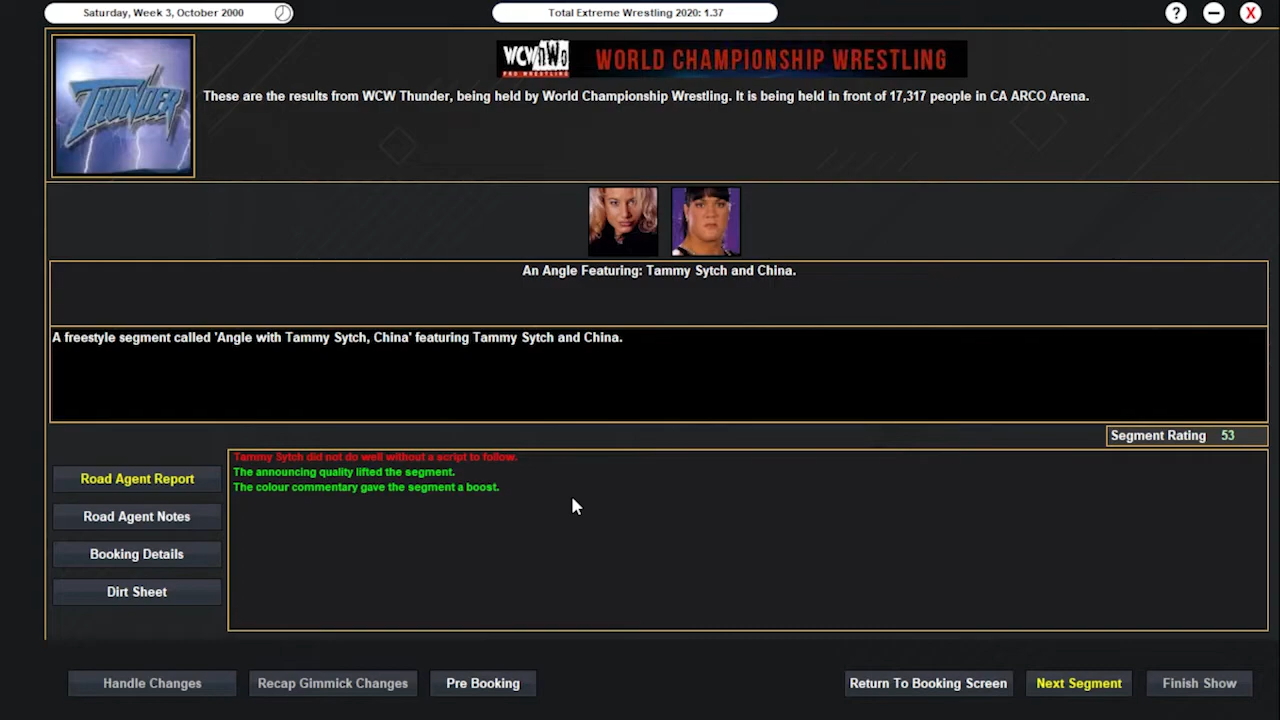 Saturday, Week 3, October 2000
Total Extreme Wrestling 2020: 1.37
?
X
THUNDER
WCW nWo
PRO WRESTLING
WORLD CHAMPIONSHIP WRESTLING
These are the results from WCW Thunder, being held by World Championship Wrestling. It is being held in front of 17,317 people in CA ARCO Arena.
An Angle Featuring: Tammy Sytch and China.
A freestyle segment called 'Angle with Tammy Sytch, China' featuring Tammy Sytch and China.
Segment Rating 53
Tammy Sytch did not do well without a script to follow.
The announcing quality lifted the segment.
The colour commentary gave the segment a boost.
Road Agent Report
Road Agent Notes
Booking Details
Dirt Sheet
Handle Changes
Recap Gimmick Changes
Pre Booking
Return To Booking Screen
Next Segment
Finish Show